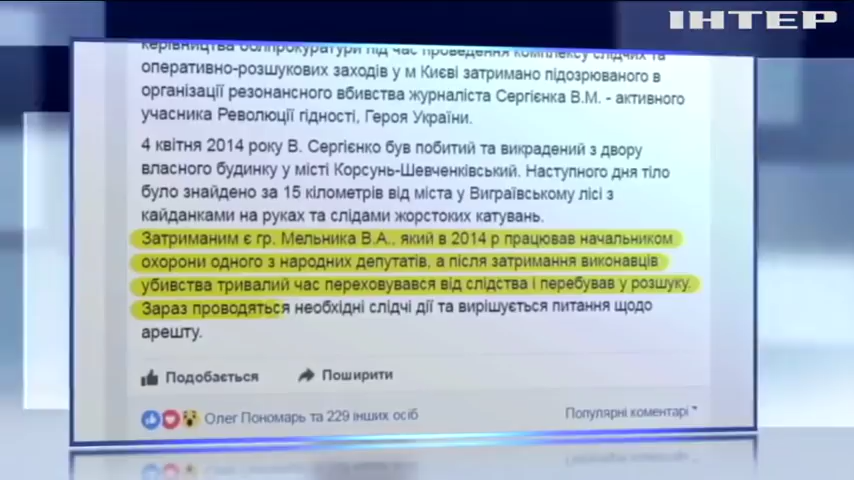 ІНТЕР
керівництва облпрокуратури під час проведення комплексу слідчих та
оперативно-розшукових заходів у м Києві затримано підозрюваного в
організації резонансного вбивства журналіста Сергієнка В.М. - активного
учасника Революції гідності, Героя України.
4 квітня 2014 року В. Сергієнко був побитий та викрадений з двору
власного будинку у місті Корсунь-Шевченківський. Наступного дня тіло
було знайдено за 15 кілометрів від міста у Виграївському лісі з
кайданками на руках та слідами жорстоких катувань.
Затриманим є гр. Мельника В.А., який в 2014 р працював начальником
охорони одного з народних депутатів, а після затримання виконавців
убивства тривалий час переховувався від слідства і перебував у розшуку.
Зараз проводяться необхідні слідчі дії та вирішується питання щодо
арешту.
Подобається Поширити
Олег Пономарь та 229 інших осіб Популярні коментарі